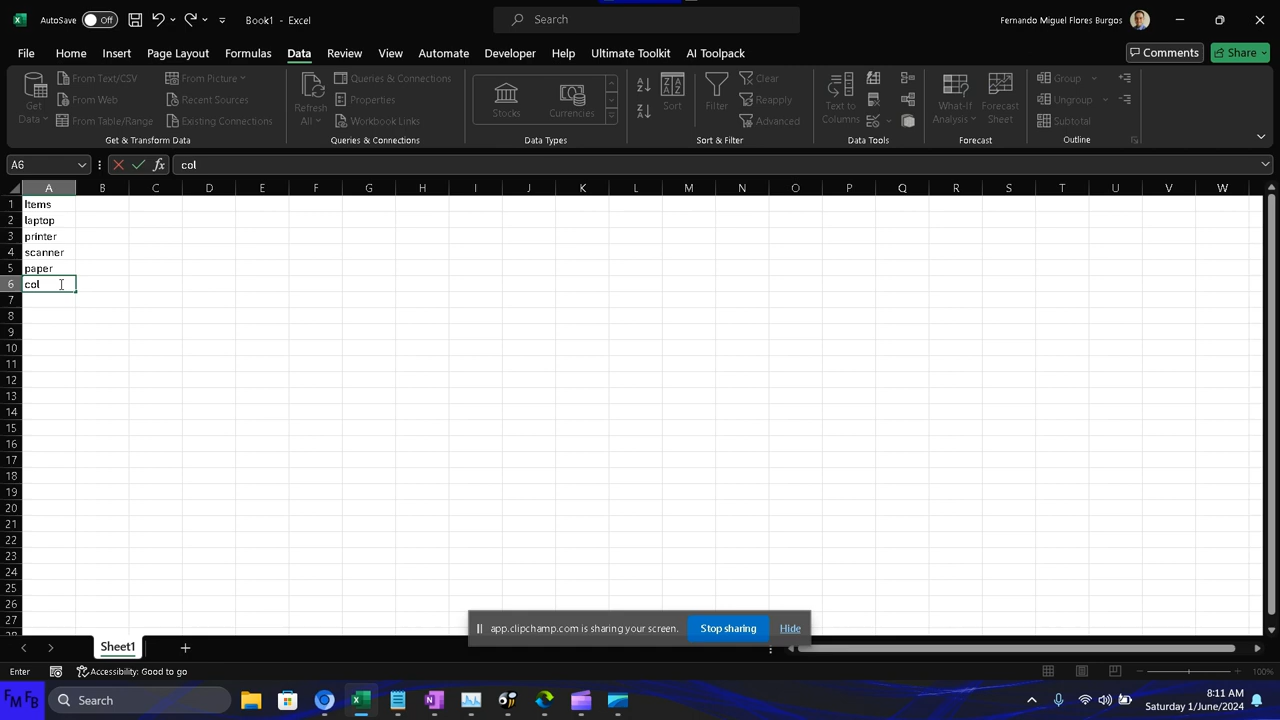 AutoSave Off Book1 - Excel Search Fernando Miguel Flores Burgos
File Home Insert Page Layout Formulas Data Review View Automate Developer Help Ultimate Toolkit AI Toolpack Comments Share
Get Data
From Text/CSV
From Web
From Table/Range
From Picture
Recent Sources
Existing Connections
Get & Transform Data
Refresh All
Queries & Connections
Properties
Workbook Links
Queries & Connections
Stocks Currencies
Data Types
Sort
Filter
Clear
Reapply
Advanced
Sort & Filter
Text to Columns
Data Tools
What-If Analysis
Forecast Sheet
Forecast
Group
Ungroup
Subtotal
Outline
A6 fx col
A B C D E F G H I J K L M N O P Q R S T U V W
1 Items
2 laptop
3 printer
4 scanner
5 paper
6 col
7
8
9
10
11
12
13
14
15
16
17
18
19
20
21
22
23
24
25
26
27
28
app.clipchamp.com is sharing your screen. Stop sharing Hide
Sheet1
Enter Accessibility: Good to go 100%
FM FB Search 8:11 AM
Saturday 1/June/2024